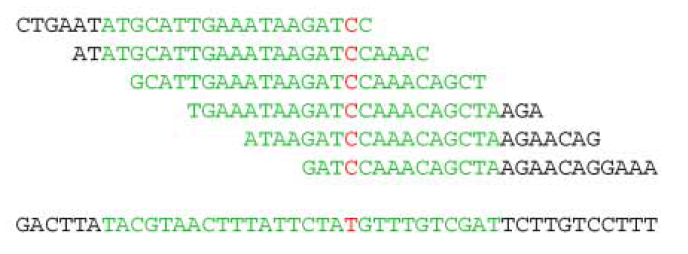 CTGAATATGCATTGAAATAAGATCC
ATATGCATTGAAATAAGATCCAAAC
GCATTGAAATAAGATCCAAACAGCT
TGAAATAAGATCCAAACAGCTAAGA
ATAAGATCCAAACAGCTAAGAACAG
GATCCAAACAGCTAAGAACAGGAAA
GACTTATACGTAACTTTATTCTATGTTTGTCGATTCTTGTCCTTT